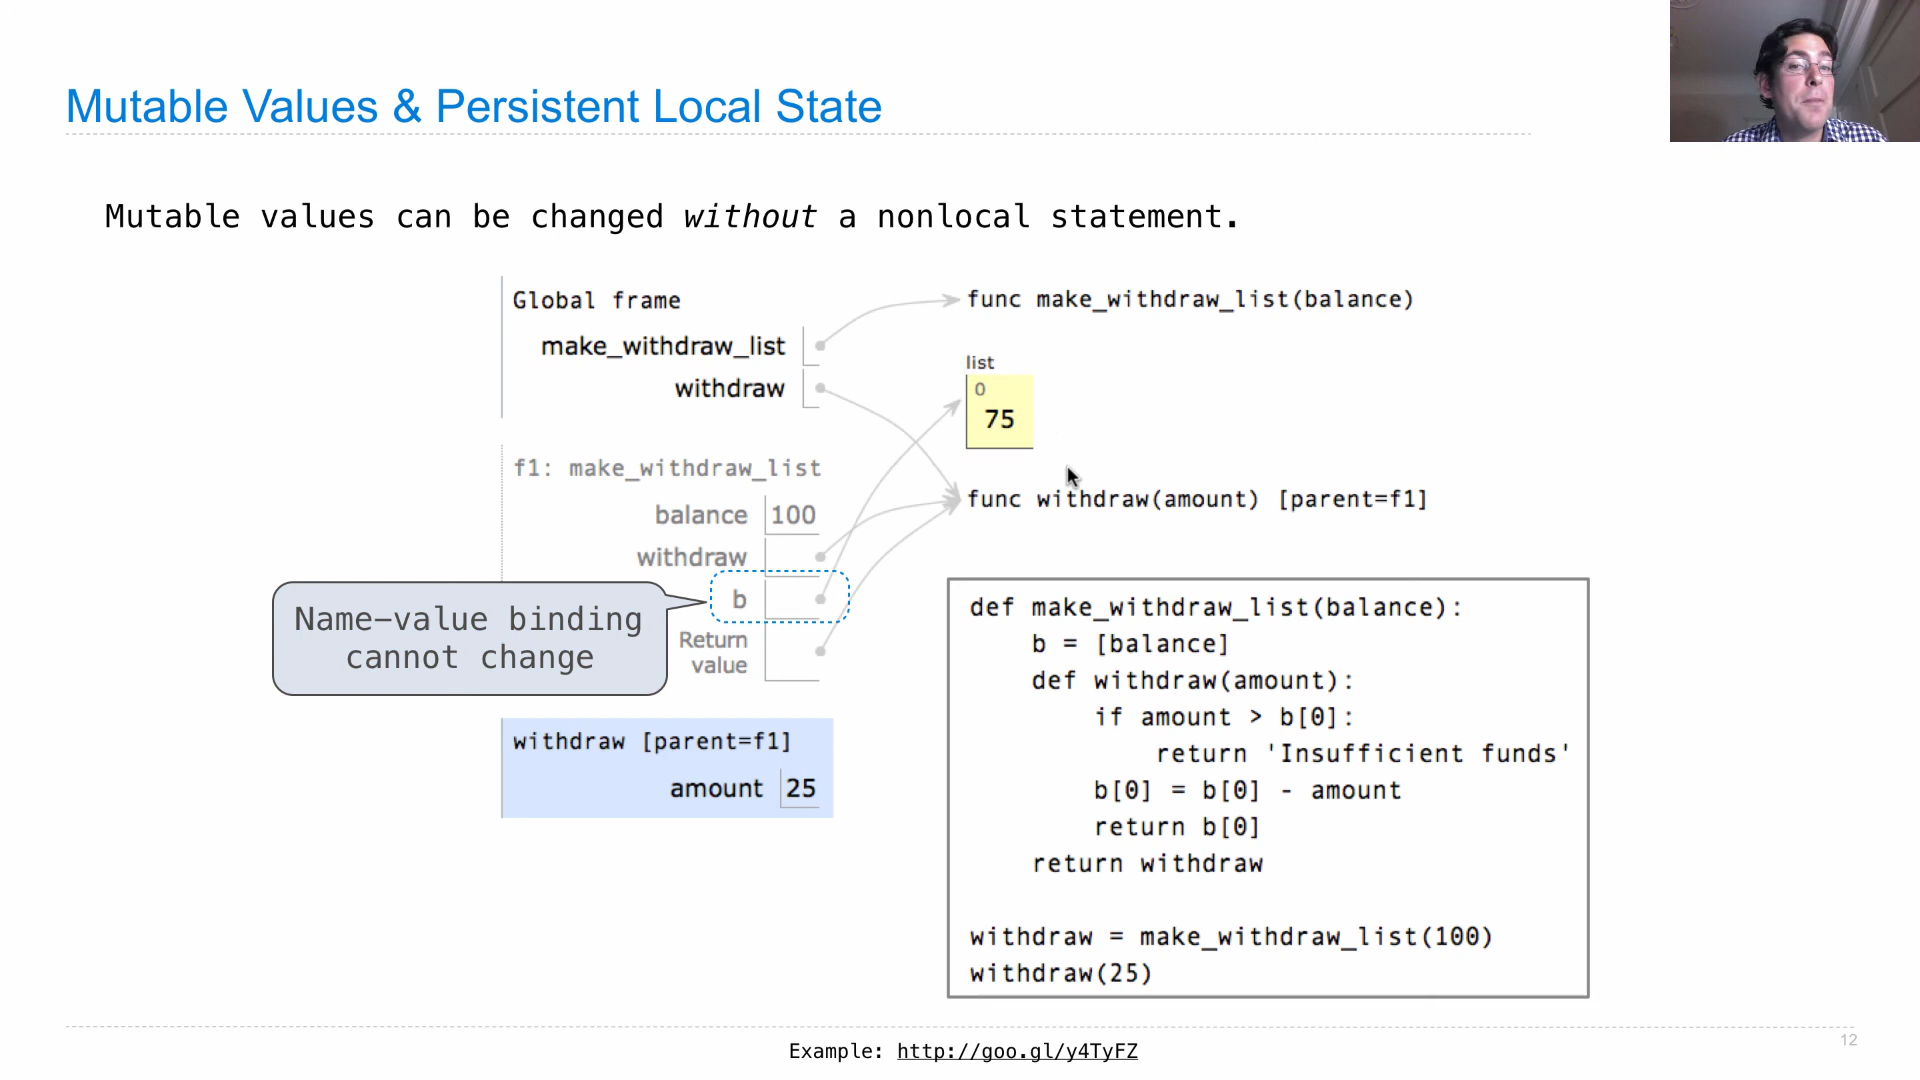 Mutable Values & Persistent Local State
Mutable values can be changed without a nonlocal statement.
Global frame
make_withdraw_list
withdraw
func make_withdraw_list(balance)
list
0
75
func withdraw(amount) [parent=f1]
f1: make_withdraw_list
balance 100
withdraw
b
Return
value
Name-value binding
cannot change
withdraw [parent=f1]
amount 25
def make_withdraw_list(balance):
    b = [balance]
    def withdraw(amount):
        if amount > b[0]:
            return 'Insufficient funds'
        b[0] = b[0] - amount
        return b[0]
    return withdraw
withdraw = make_withdraw_list(100)
withdraw(25)
Example: http://goo.gl/y4TyFZ
12